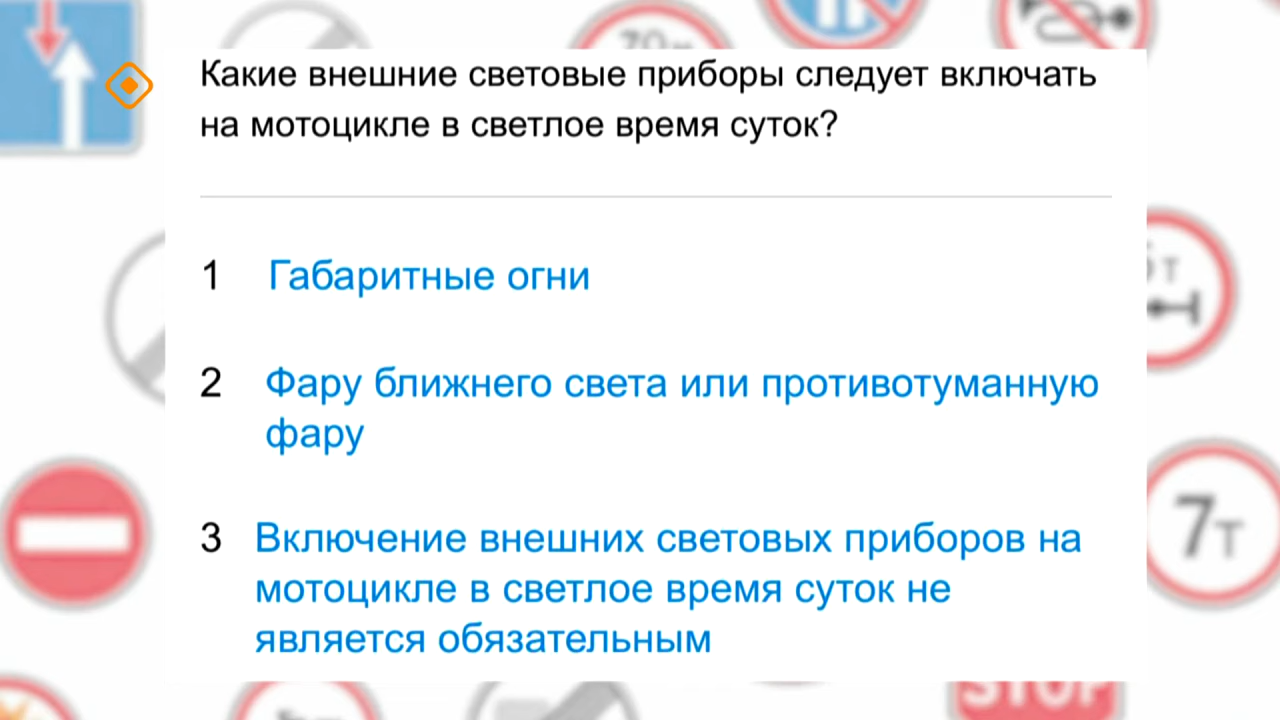 Какие внешние световые приборы следует включать
на мотоцикле в светлое время суток?
1 Габаритные огни
2 Фару ближнего света или противотуманную
фару
3 Включение внешних световых приборов на
мотоцикле в светлое время суток не
является обязательным
7т
STOP